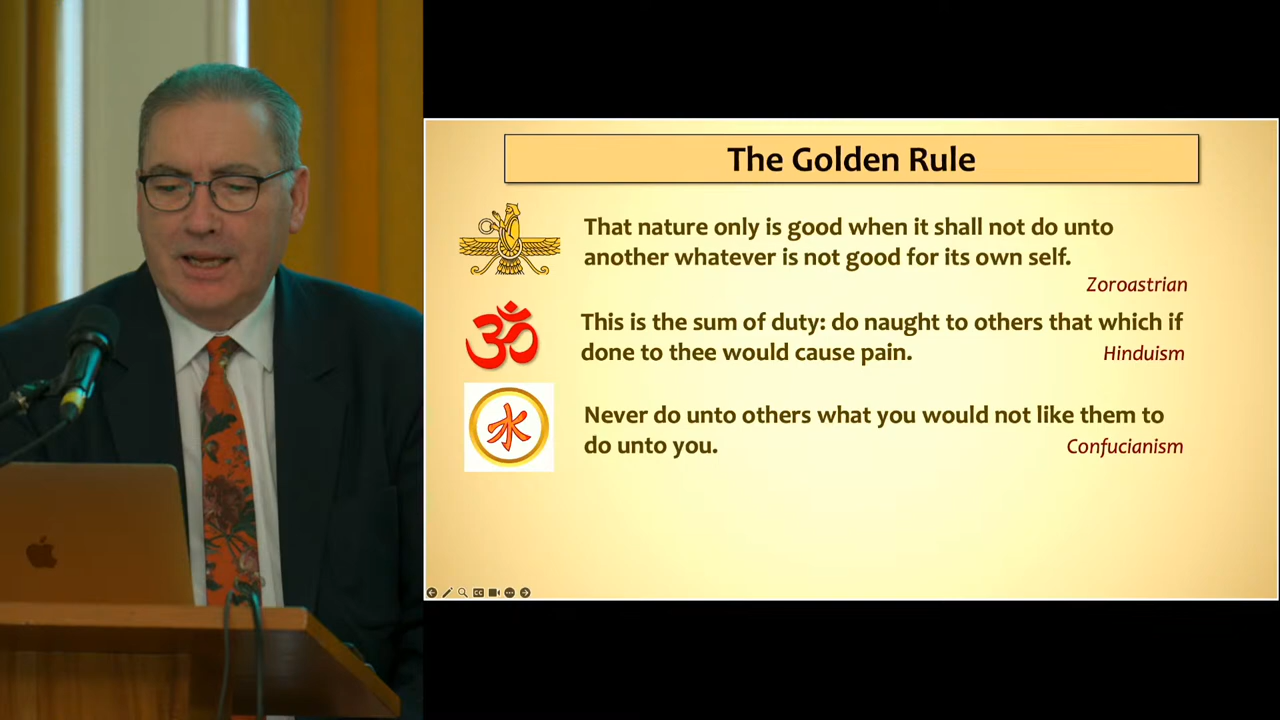 The Golden Rule
That nature only is good when it shall not do unto
another whatever is not good for its own self.
Zoroastrian
ॐ
This is the sum of duty: do naught to others that which if
done to thee would cause pain.
Hinduism
水
Never do unto others what you would not like them to
do unto you.
Confucianism
CC